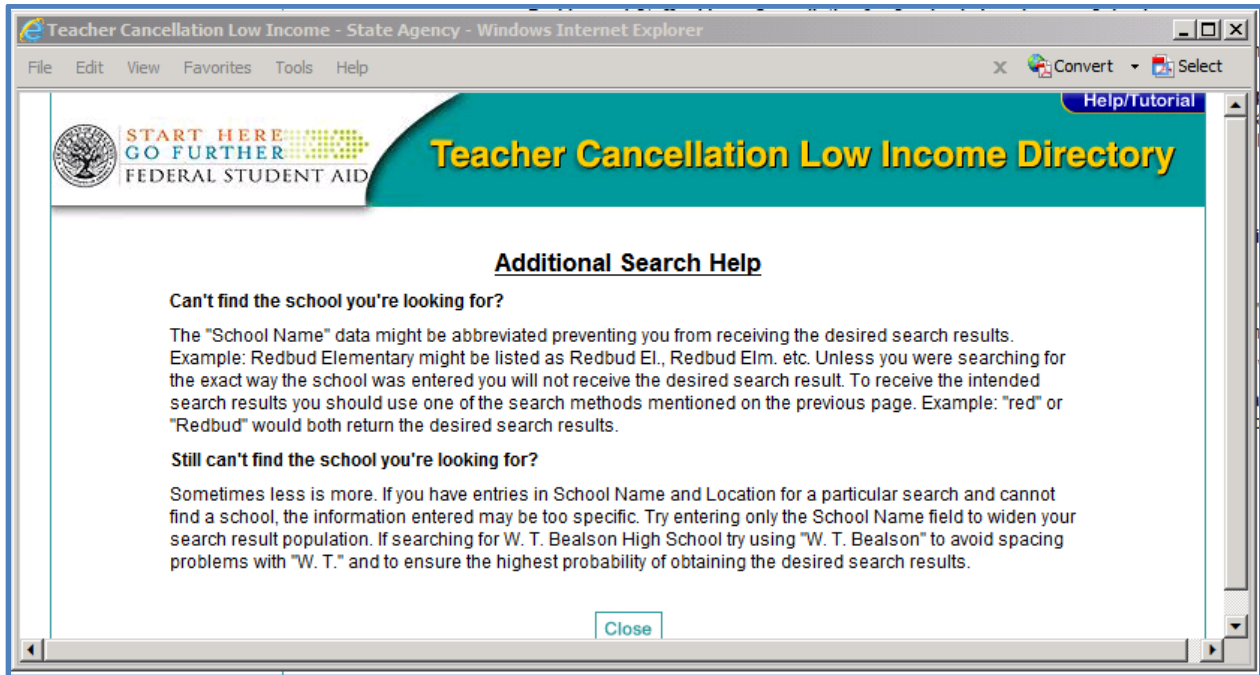 Teacher Cancellation Low Income - State Agency - Windows Internet Explorer
File Edit View Favorites Tools Help
x Convert Select
Help/Tutorial
START HERE
GO FURTHER
FEDERAL STUDENT AID
Teacher Cancellation Low Income Directory
Additional Search Help
Can't find the school you're looking for?
The "School Name" data might be abbreviated preventing you from receiving the desired search results.
Example: Redbud Elementary might be listed as Redbud El., Redbud Elm. etc. Unless you were searching for
the exact way the school was entered you will not receive the desired search result. To receive the intended
search results you should use one of the search methods mentioned on the previous page. Example: "red" or
"Redbud" would both return the desired search results.
Still can't find the school you're looking for?
Sometimes less is more. If you have entries in School Name and Location for a particular search and cannot
find a school, the information entered may be too specific. Try entering only the School Name field to widen your
search result population. If searching for W. T. Bealson High School try using "W. T. Bealson" to avoid spacing
problems with "W. T." and to ensure the highest probability of obtaining the desired search results.
Close